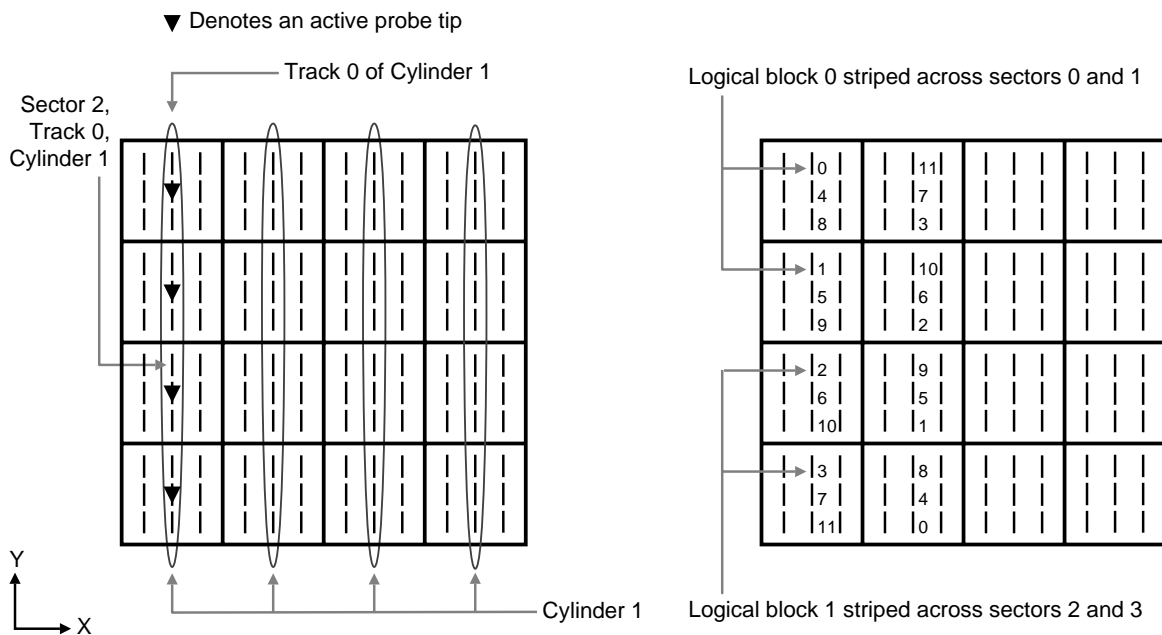 ▼ Denotes an active probe tip
Track 0 of Cylinder 1
Sector 2,
Track 0,
Cylinder 1
Y
X
Cylinder 1
Logical block 0 striped across sectors 0 and 1
0 11
4 7
8 3
1 10
5 6
9 2
2 9
6 5
10 1
3 8
7 4
11 0
Logical block 1 striped across sectors 2 and 3